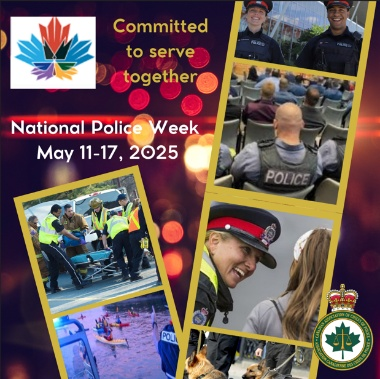 Committed
to serve
together
National Police Week
May 11-17, 2025
POLICE